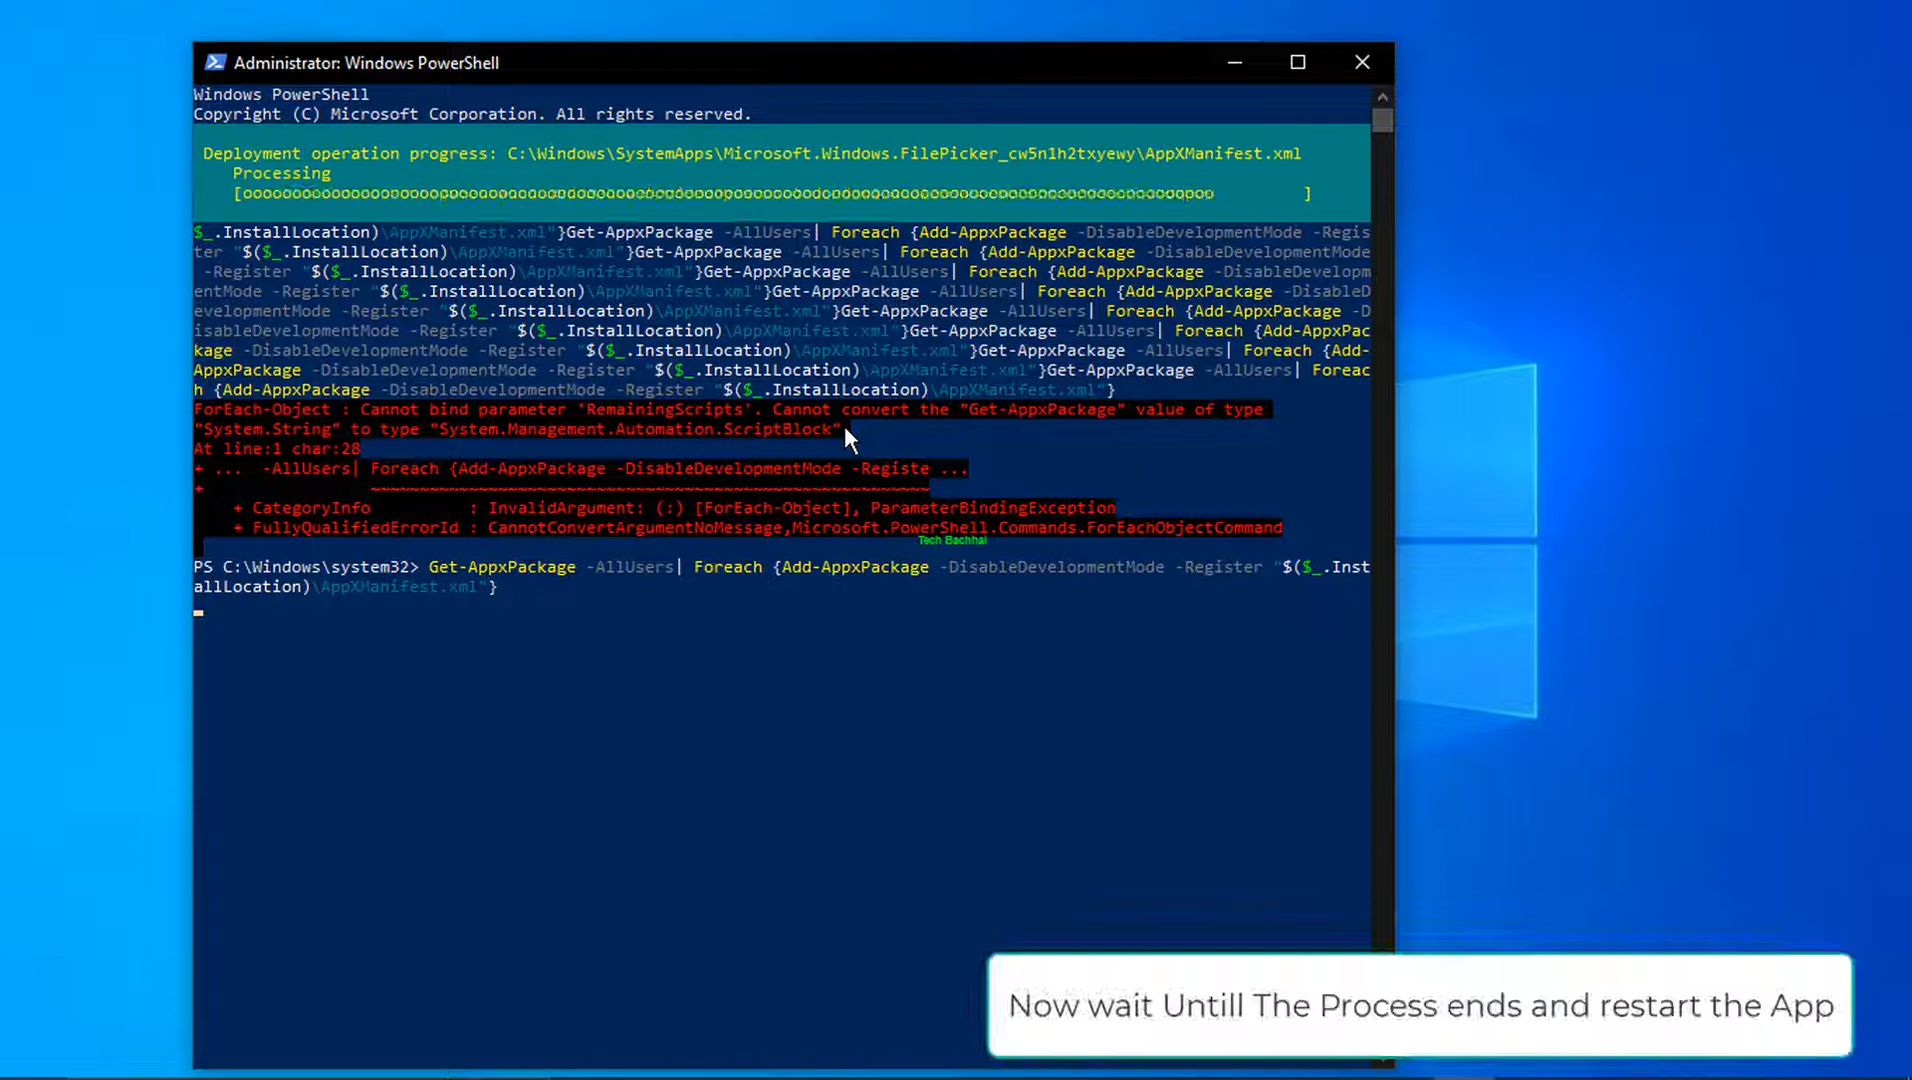 Administrator: Windows PowerShell
Windows PowerShell
Copyright (C) Microsoft Corporation. All rights reserved.
Deployment operation progress: C:\Windows\SystemApps\Microsoft.Windows.FilePicker_cw5n1h2txyewy\AppXManifest.xml
Processing
$_.InstallLocation)\AppXManifest.xml"}Get-AppxPackage -AllUsers| Foreach {Add-AppxPackage -DisableDevelopmentMode -Regis
ter "$($_.InstallLocation)\AppXManifest.xml"}Get-AppxPackage -AllUsers| Foreach {Add-AppxPackage -DisableDevelopmentMode
-Register "$($_.InstallLocation)\AppXManifest.xml"}Get-AppxPackage -AllUsers| Foreach {Add-AppxPackage -DisableDevelopm
entMode -Register "$($_.InstallLocation)\AppXManifest.xml"}Get-AppxPackage -AllUsers| Foreach {Add-AppxPackage -DisableD
evelopmentMode -Register "$($_.InstallLocation)\AppXManifest.xml"}Get-AppxPackage -AllUsers| Foreach {Add-AppxPackage -D
isableDevelopmentMode -Register "$($_.InstallLocation)\AppXManifest.xml"}Get-AppxPackage -AllUsers| Foreach {Add-AppxPac
kage -DisableDevelopmentMode -Register "$($_.InstallLocation)\AppXManifest.xml"}Get-AppxPackage -AllUsers| Foreach {Add-
AppxPackage -DisableDevelopmentMode -Register "$($_.InstallLocation)\AppXManifest.xml"}Get-AppxPackage -AllUsers| Foreac
h {Add-AppxPackage -DisableDevelopmentMode -Register "$($_.InstallLocation)\AppXManifest.xml"}
ForEach-Object : Cannot bind parameter 'RemainingScripts'. Cannot convert the "Get-AppxPackage" value of type
"System.String" to type "System.Management.Automation.ScriptBlock".
At line:1 char:28
+ ... -AllUsers| Foreach {Add-AppxPackage -DisableDevelopmentMode -Registe ...
+ ~~~~~~~~~~~~~~~~~~~~~~~~~~~~~~~~~~~~~~~~~~~~~~~~~~~~~~~~~
+ CategoryInfo : InvalidArgument: (:) [ForEach-Object], ParameterBindingException
+ FullyQualifiedErrorId : CannotConvertArgumentNoMessage,Microsoft.PowerShell.Commands.ForEachObjectCommand
Tech Bachhal
PS C:\Windows\system32> Get-AppxPackage -AllUsers| Foreach {Add-AppxPackage -DisableDevelopmentMode -Register "$($_.Inst
allLocation)\AppXManifest.xml"}
Now wait Untill The Process ends and restart the App